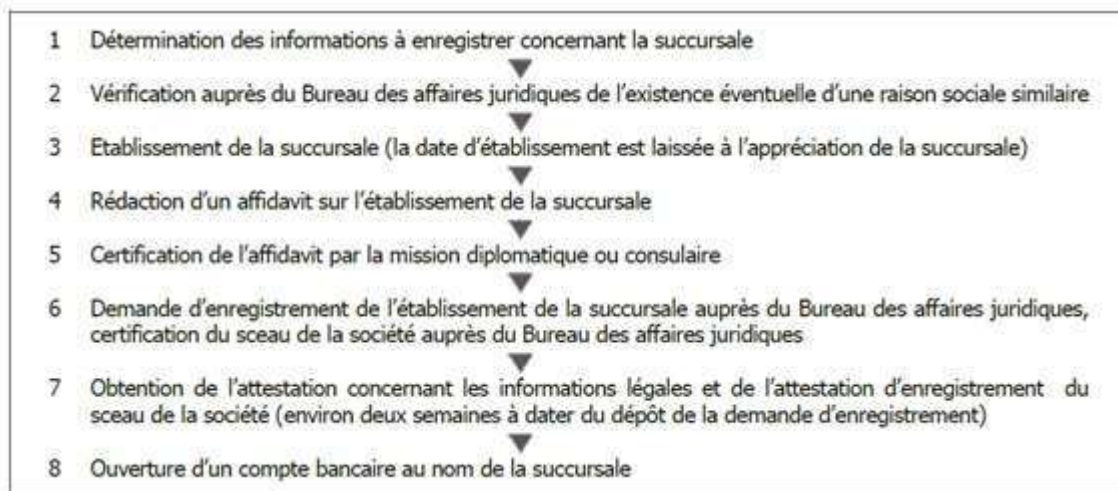 1 Détermination des informations à enregistrer concernant la succursale
2 Vérification auprès du Bureau des affaires juridiques de l'existence éventuelle d'une raison sociale similaire
3 Etablissement de la succursale (la date d'établissement est laissée à l'appréciation de la succursale)
4 Rédaction d'un affidavit sur l'établissement de la succursale
5 Certification de l'affidavit par la mission diplomatique ou consulaire
6 Demande d'enregistrement de l'établissement de la succursale auprès du Bureau des affaires juridiques,
certification du sceau de la société auprès du Bureau des affaires juridiques
7 Obtention de l'attestation concernant les informations légales et de l'attestation d'enregistrement du
sceau de la société (environ deux semaines à dater du dépôt de la demande d'enregistrement)
8 Ouverture d'un compte bancaire au nom de la succursale